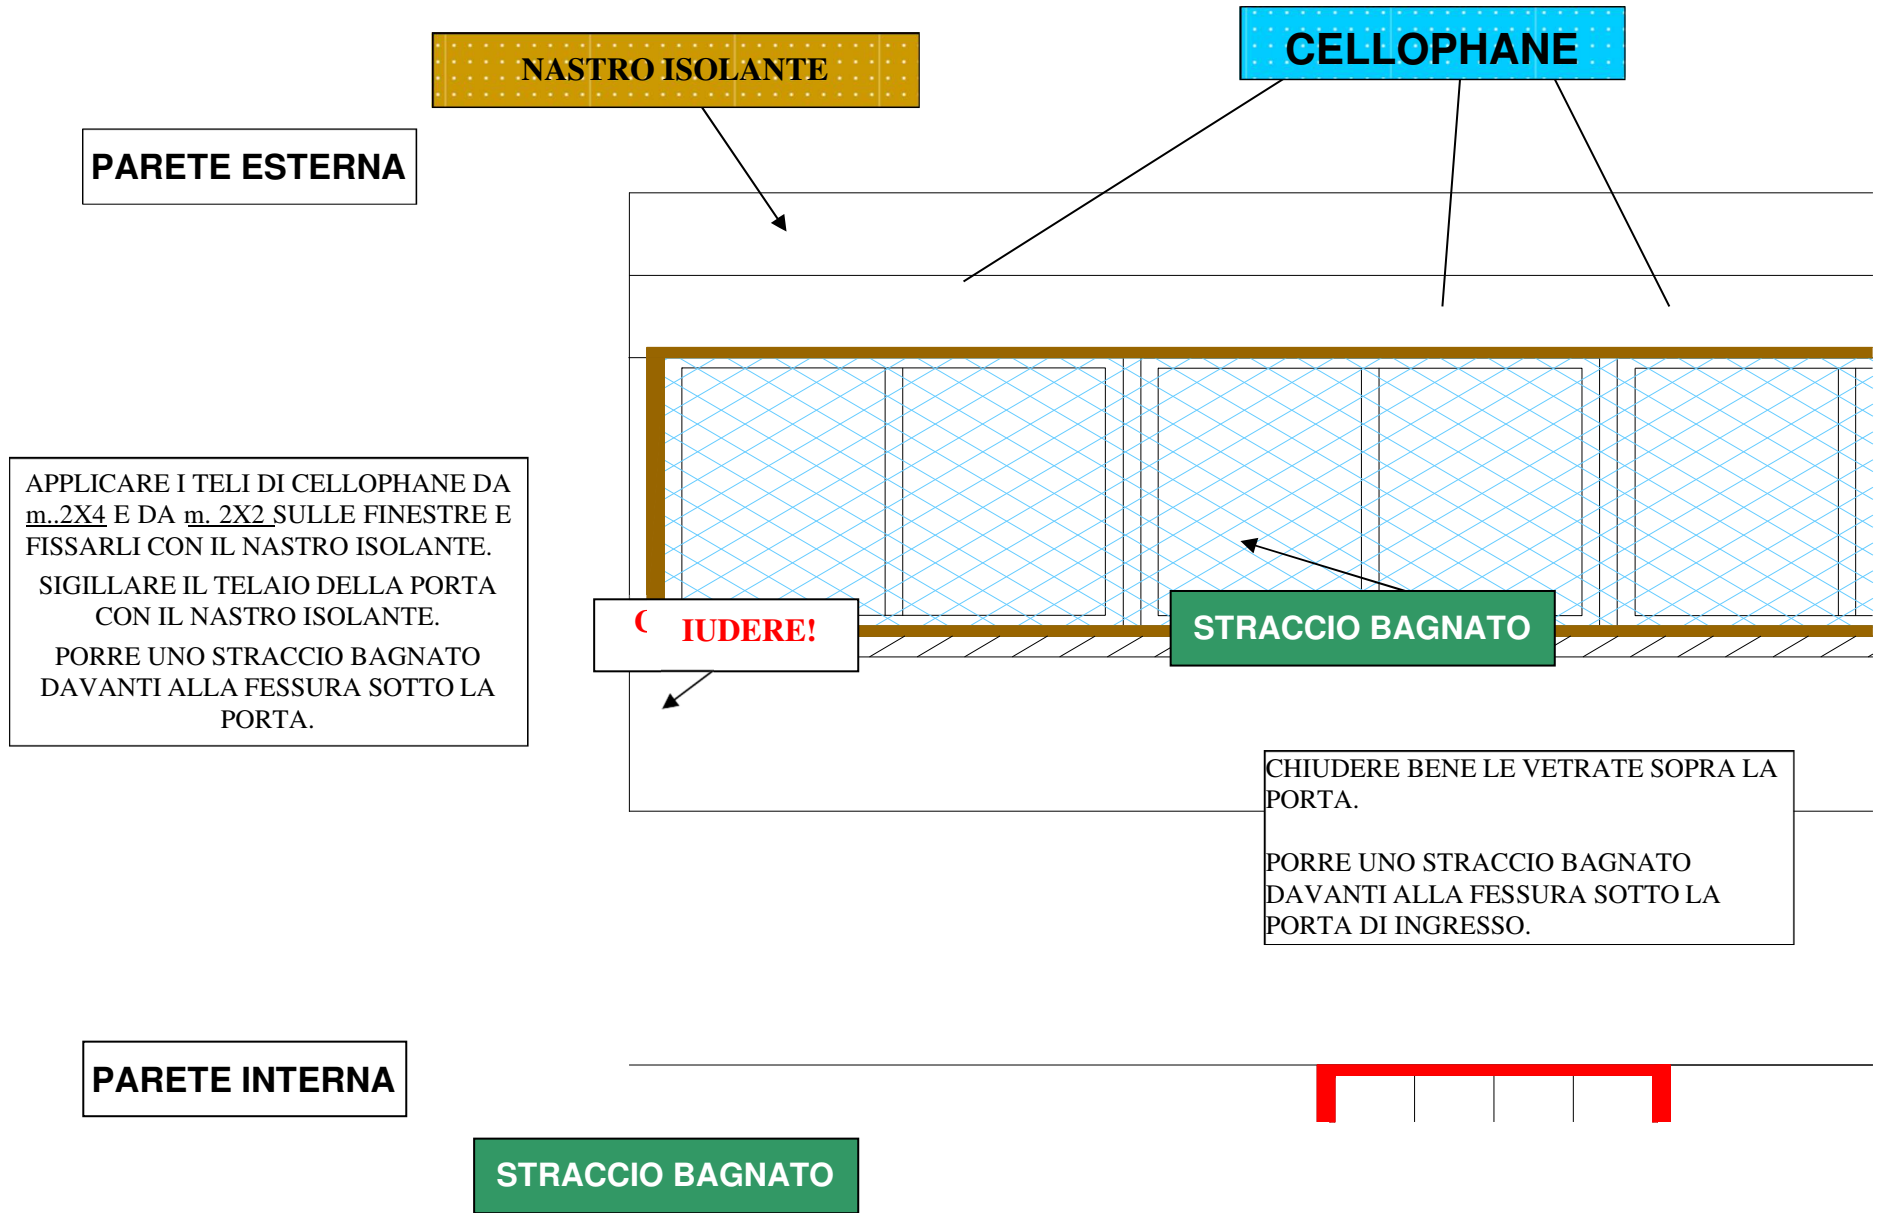 CELLOPHANE
NASTRO ISOLANTE
PARETE ESTERNA
APPLICARE I TELI DI CELLOPHANE DA
m..2X4 E DA m. 2X2 SULLE FINESTRE E
FISSARLI CON IL NASTRO ISOLANTE.
SIGILLARE IL TELAIO DELLA PORTA
CON IL NASTRO ISOLANTE.
PORRE UNO STRACCIO BAGNATO
DAVANTI ALLA FESSURA SOTTO LA
PORTA.
IUDERE!
STRACCIO BAGNATO
CHIUDERE BENE LE VETRATE SOPRA LA
PORTA.
PORRE UNO STRACCIO BAGNATO
DAVANTI ALLA FESSURA SOTTO LA
PORTA DI INGRESSO.
PARETE INTERNA
STRACCIO BAGNATO